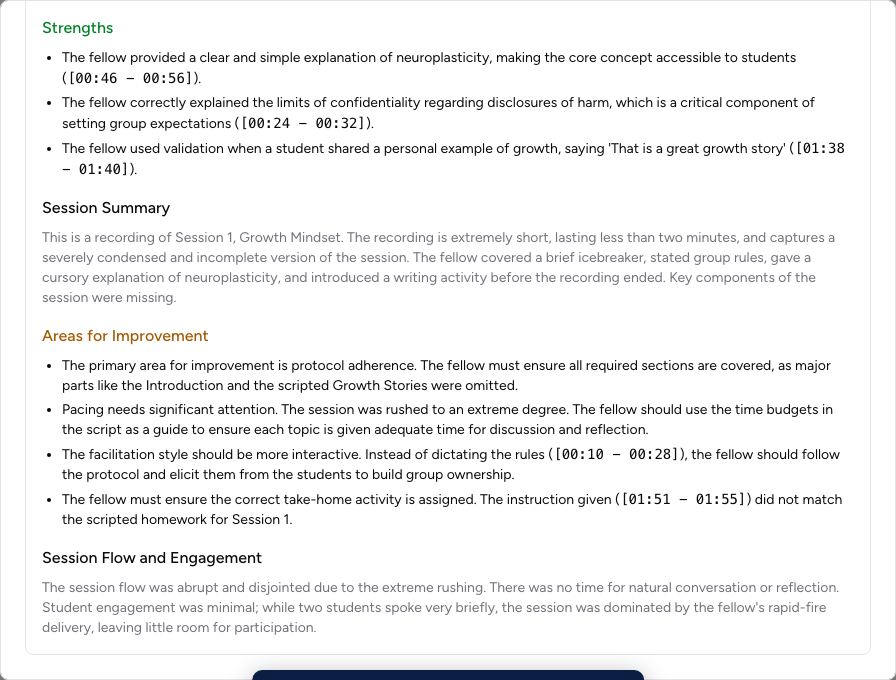 Strengths
• The fellow provided a clear and simple explanation of neuroplasticity, making the core concept accessible to students
([00:46 – 00:56]).
• The fellow correctly explained the limits of confidentiality regarding disclosures of harm, which is a critical component of
setting group expectations ([00:24 – 00:32]).
• The fellow used validation when a student shared a personal example of growth, saying 'That is a great growth story' ([01:38
– 01:40]).
Session Summary
This is a recording of Session 1, Growth Mindset. The recording is extremely short, lasting less than two minutes, and captures a
severely condensed and incomplete version of the session. The fellow covered a brief icebreaker, stated group rules, gave a
cursory explanation of neuroplasticity, and introduced a writing activity before the recording ended. Key components of the
session were missing.
Areas for Improvement
• The primary area for improvement is protocol adherence. The fellow must ensure all required sections are covered, as major
parts like the Introduction and the scripted Growth Stories were omitted.
• Pacing needs significant attention. The session was rushed to an extreme degree. The fellow should use the time budgets in
the script as a guide to ensure each topic is given adequate time for discussion and reflection.
• The facilitation style should be more interactive. Instead of dictating the rules ([00:10 – 00:28]), the fellow should follow
the protocol and elicit them from the students to build group ownership.
• The fellow must ensure the correct take-home activity is assigned. The instruction given ([01:51 – 01:55]) did not match
the scripted homework for Session 1.
Session Flow and Engagement
The session flow was abrupt and disjointed due to the extreme rushing. There was no time for natural conversation or reflection.
Student engagement was minimal; while two students spoke very briefly, the session was dominated by the fellow's rapid-fire
delivery, leaving little room for participation.